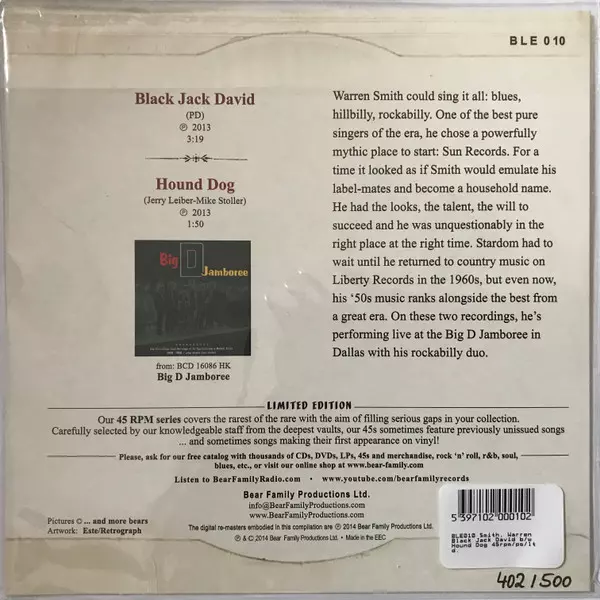 BLE 010
Black Jack David
(PD)
℗ 2013
3:19
Hound Dog
(Jerry Leiber-Mike Stoller)
℗ 2013
1:50
Big D Jamboree
from: BCD 16086 HK
Big D Jamboree
Warren Smith could sing it all: blues,
hillbilly, rockabilly. One of the best pure
singers of the era, he chose a powerfully
mythic place to start: Sun Records. For a
time it looked as if Smith would emulate his
label-mates and become a household name.
He had the looks, the talent, the will to
succeed and he was unquestionably in the
right place at the right time. Stardom had to
wait until he returned to country music on
Liberty Records in the 1960s, but even now,
his ‘50s music ranks alongside the best from
a great era. On these two recordings, he’s
performing live at the Big D Jamboree in
Dallas with his rockabilly duo.
LIMITED EDITION
Our 45 RPM series covers the rarest of the rare with the aim of filling serious gaps in your collection.
Carefully selected by our knowledgeable staff from the deepest vaults, our 45s sometimes feature previously unissued songs
... and sometimes songs making their first appearance on vinyl!
Please, ask for our free catalog with thousands of CDs, DVDs, LPs, 45s and merchandise, rock ’n’ roll, r&b, soul,
blues, etc., or visit our online shop at www.bear-family.com
Listen to BearFamilyRadio.com • www.youtube.com/bearfamilyrecords
Bear Family Productions Ltd.
info@BearFamilyProductions.com
www.BearFamilyProductions.com
Pictures © ... and more bears
Artwork: Este/Retrograph
The digital re-masters embodied in this compilation are ℗ 2014 Bear Family Productions Ltd.
℗ & © 2014 Bear Family Productions Ltd. • Made in the EEC
5 397102 000102
BLE010 Smith, Warren
Black Jack David b/w
Hound Dog 45rpm/ps/lt
d.
402/500